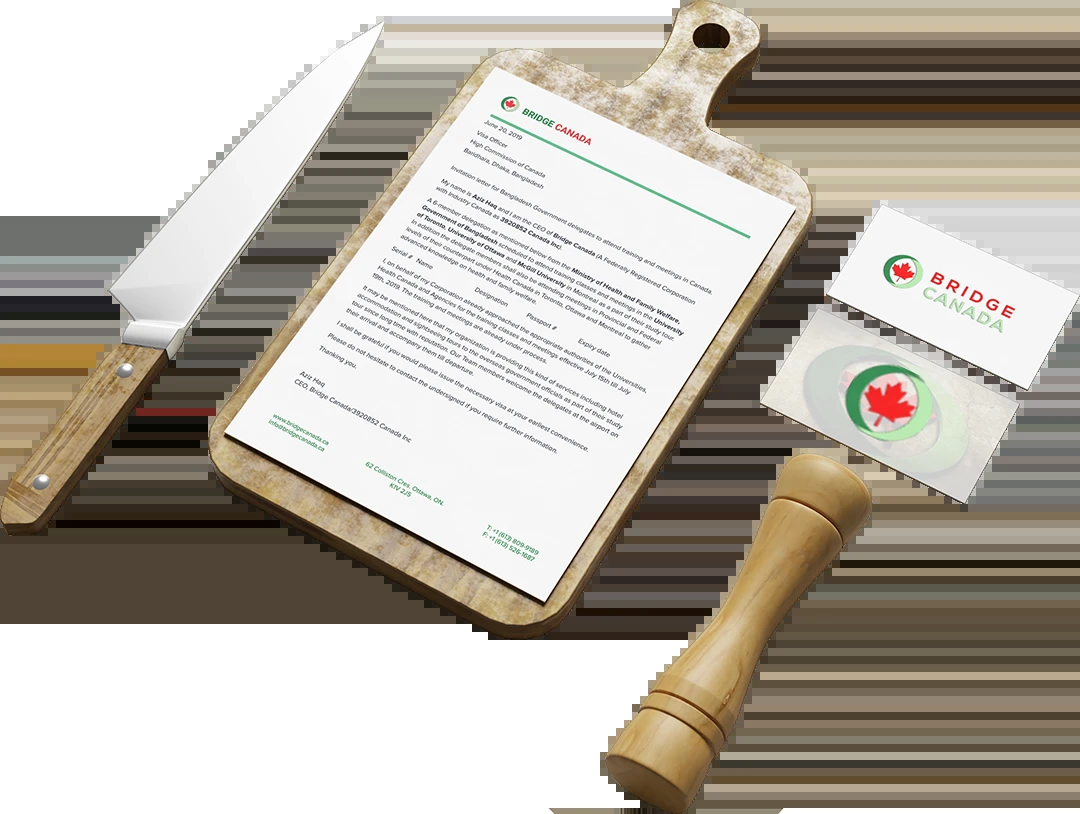 BRIDGE CANADA
June 20, 2019
Visa Officer
High Commission of Canada
Baridhara, Dhaka, Bangladesh
Invitation letter for Bangladesh Government delegates to attend training and meetings in Canada.
My name is Aziz Haq and I am the CEO of Bridge Canada (A Federally Registered Corporation
with Industry Canada as 3920852 Canada Inc).
A 6-member delegation as mentioned below from the Ministry of Health and Family Welfare,
Government of Bangladesh scheduled to attend training classes and meetings in the University
of Toronto, University of Ottawa and McGill University in Montreal as a part of their study tour.
In addition the delegate members shall also be attending meetings in Provincial and Federal
levels of their counterpart under Health Canada in Toronto, Ottawa and Montreal to gather
advanced knowledge on health and family welfare.
Serial # Name Designation Passport # Expiry date
I, on behalf of my Corporation already approached the appropriate authorities of the Universities,
Health Canada and Agencies for the training classes and meetings effective July 15th till July
19th, 2019. The training and meetings are already under process.
It may be mentioned here that my organization is providing this kind of services including hotel
accommodation and sightseeing tours to the overseas government officials as part of their study
tour since long time with reputation. Our Team members welcome the delegates at the airport on
their arrival and accompany them till departure.
I shall be grateful if you would please issue the necessary visa at your earliest convenience.
Please do not hesitate to contact the undersigned if you require further information.
Thanking you,
Aziz Haq
CEO, Bridge Canada/3920852 Canada Inc
www.bridgecanada.ca
info@bridgecanada.ca
62 Colliston Cres, Ottawa, ON.
K1V 2J5
T: +1 (613) 809-9189
F: +1 (613) 526-1687
BRIDGE
CANADA